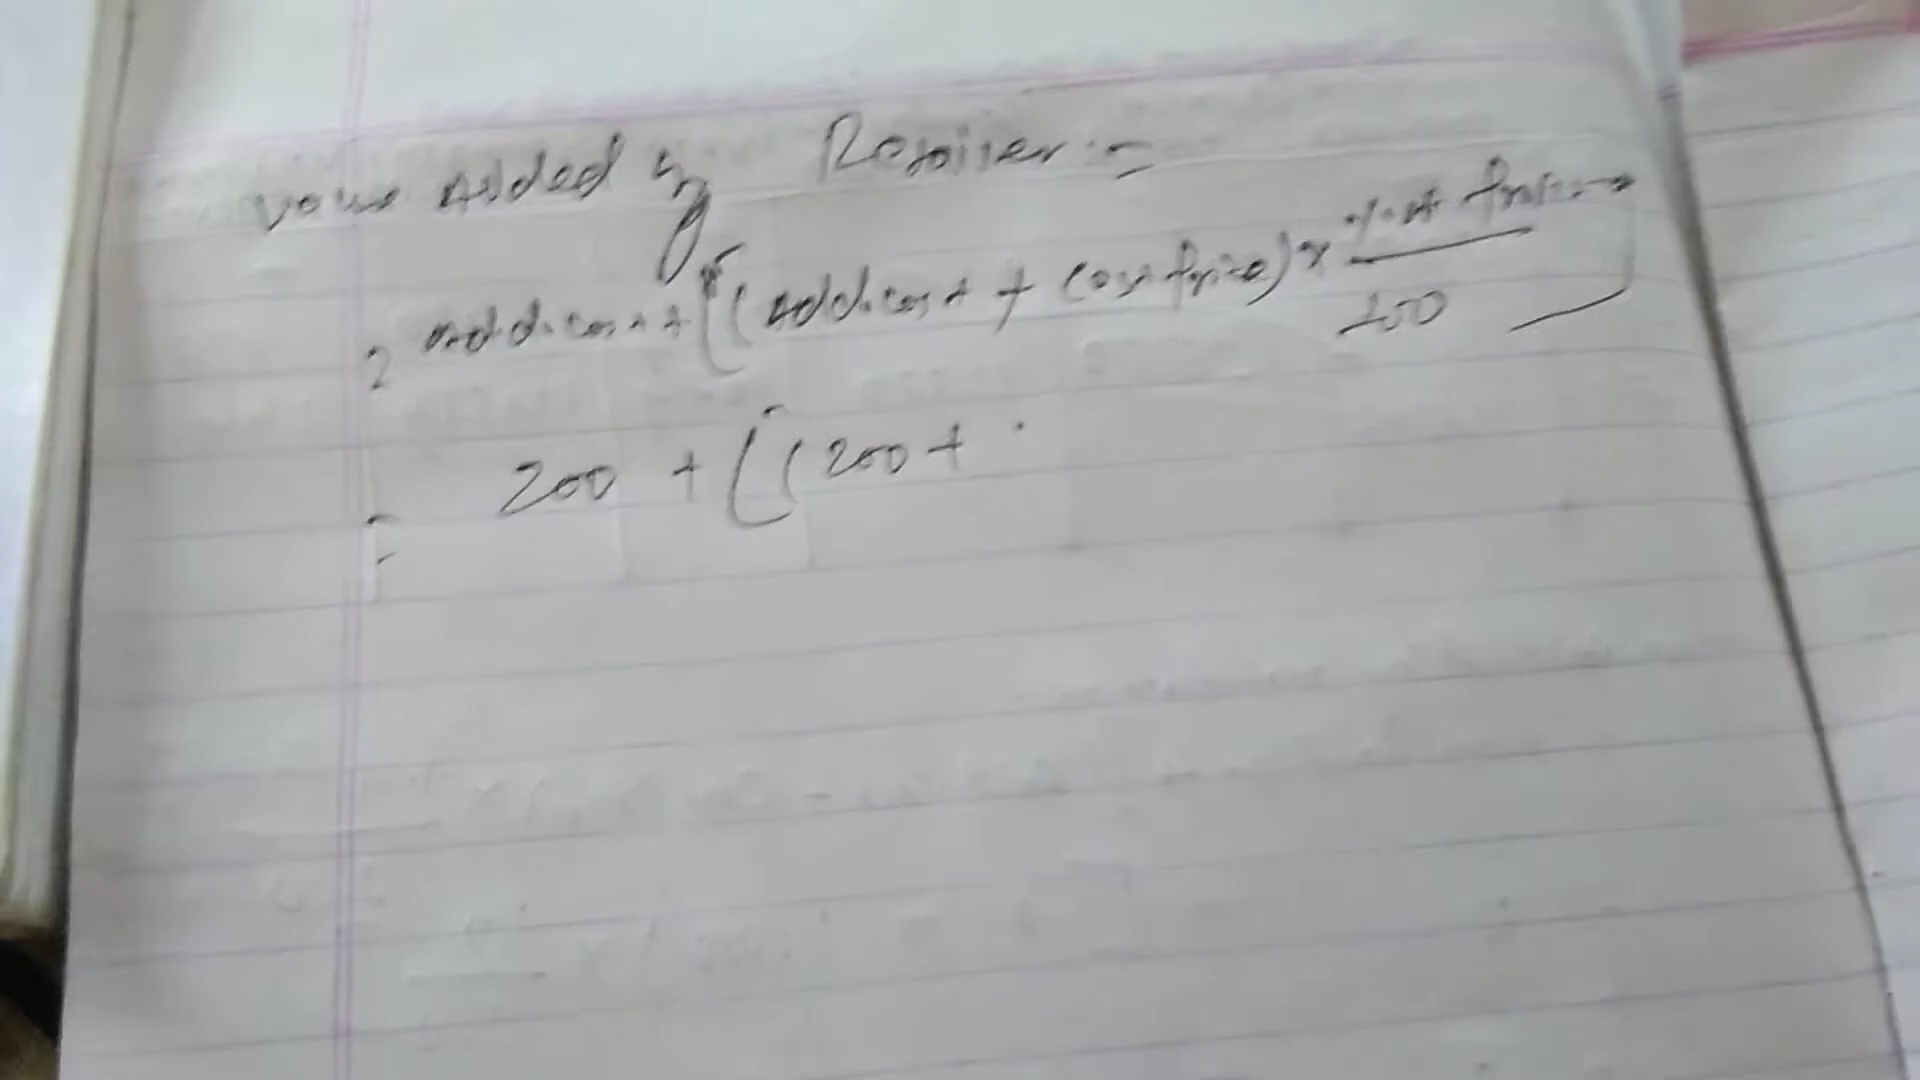 Value Added by Retailer :-
= Add. cost + [(Add. cost + cost price) × % of Profit / 100]
= 200 + [(200 +